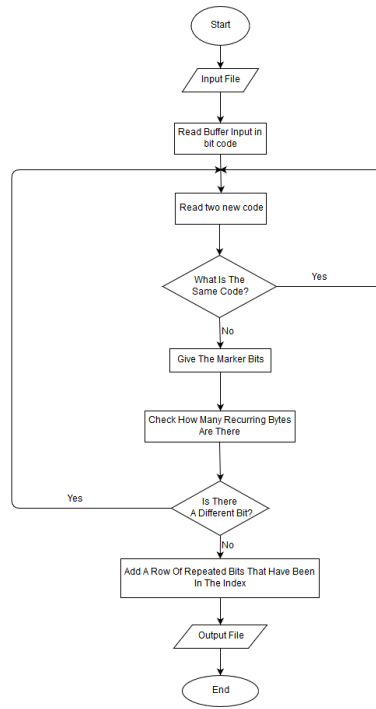 Start
Input File
Read Buffer Input in
bit code
Read two new code
What Is The
Same Code?
Yes
No
Give The Marker Bits
Check How Many Recurring Bytes
Are There
Is There
A Different Bit?
Yes
No
Add A Row Of Repeated Bits That Have Been
In The Index
Output File
End